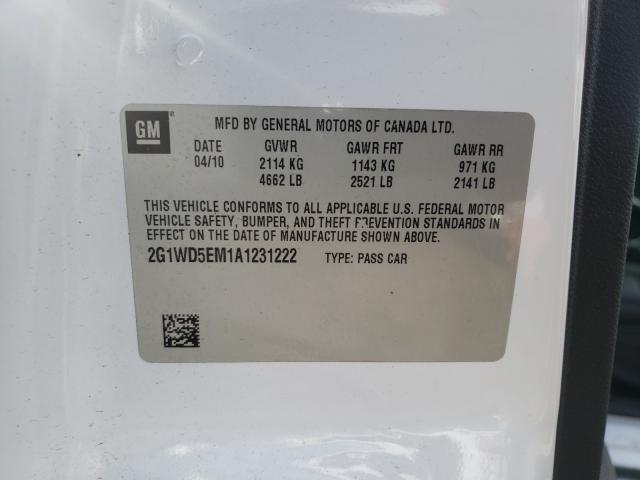 GM ®
MFD BY GENERAL MOTORS OF CANADA LTD.
DATE GVWR GAWR FRT GAWR RR
04/10 2114 KG 1143 KG 971 KG
4662 LB 2521 LB 2141 LB
THIS VEHICLE CONFORMS TO ALL APPLICABLE U.S. FEDERAL MOTOR
VEHICLE SAFETY, BUMPER, AND THEFT PREVENTION STANDARDS IN
EFFECT ON THE DATE OF MANUFACTURE SHOWN ABOVE.
2G1WD5EM1A1231222 TYPE: PASS CAR